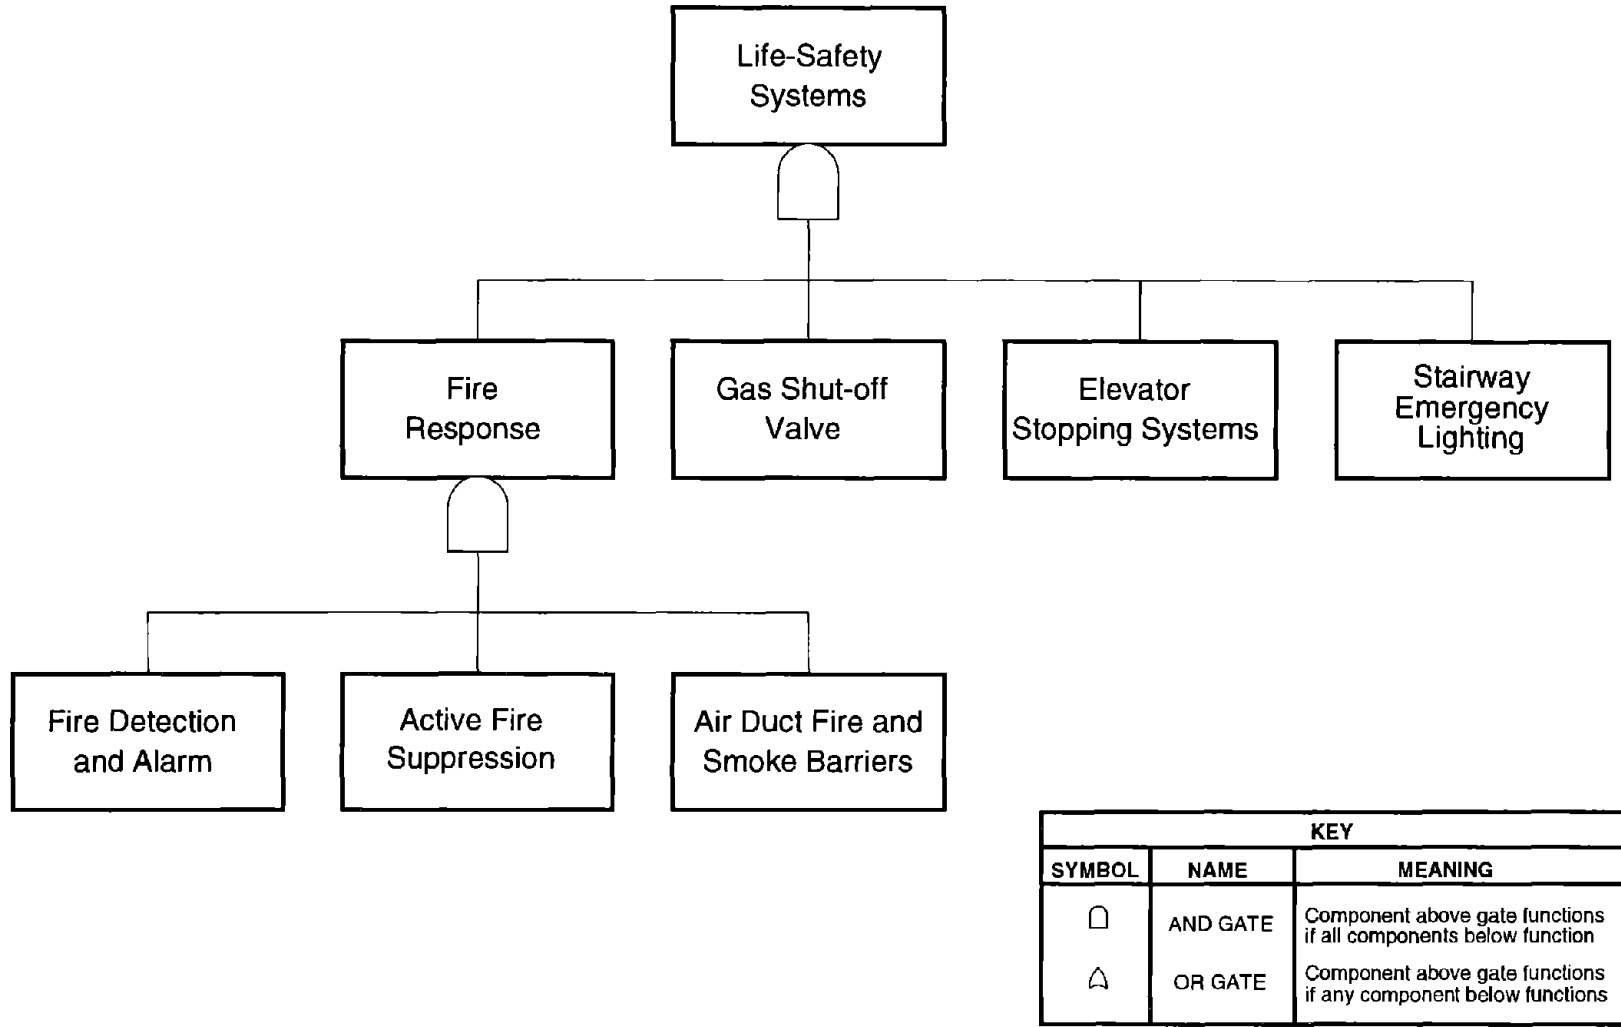 Life-Safety
Systems
Fire
Response
Gas Shut-off
Valve
Elevator
Stopping Systems
Stairway
Emergency
Lighting
Fire Detection
and Alarm
Active Fire
Suppression
Air Duct Fire and
Smoke Barriers
KEY
SYMBOL NAME MEANING
AND GATE
Component above gate functions
if all components below function
OR GATE
Component above gate functions
if any component below functions